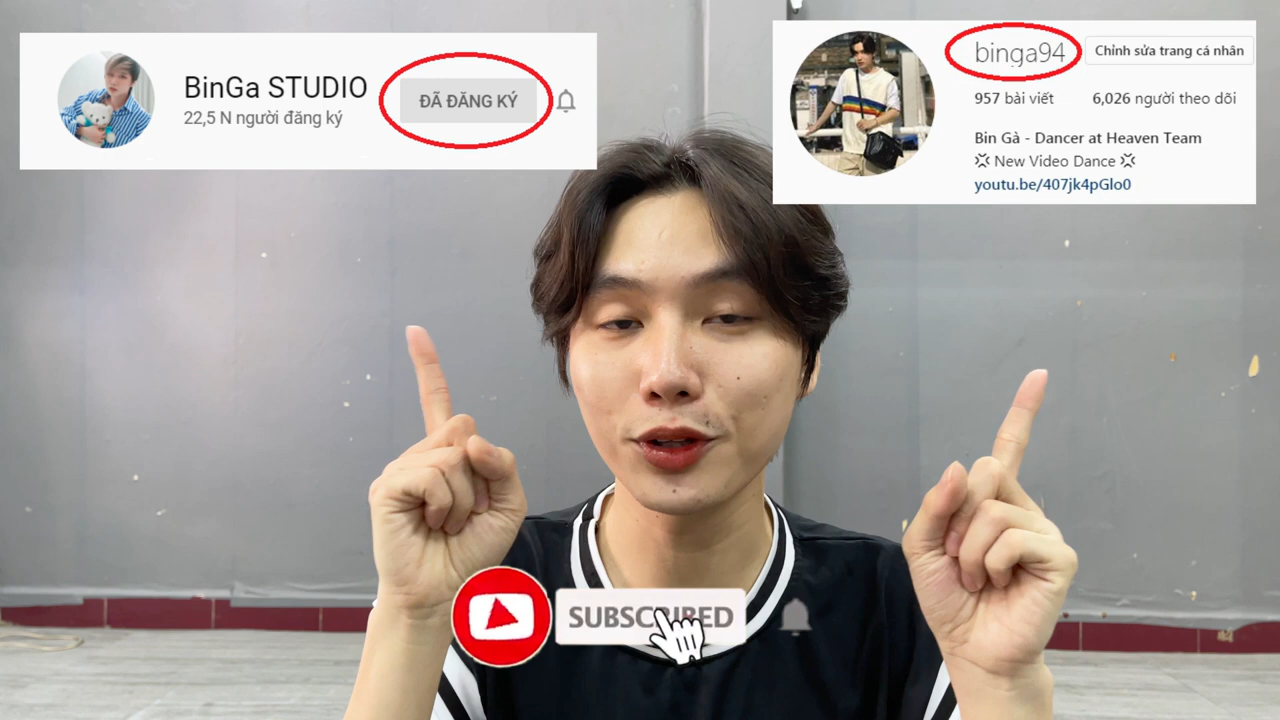 BinGa STUDIO
22,5 N người đăng ký
ĐÃ ĐĂNG KÝ
binga94
Chỉnh sửa trang cá nhân
957 bài viết
6,026 người theo dõi
Bin Gà - Dancer at Heaven Team
💢 New Video Dance 💢
youtu.be/407jk4pGlo0
SUBSCRIBED